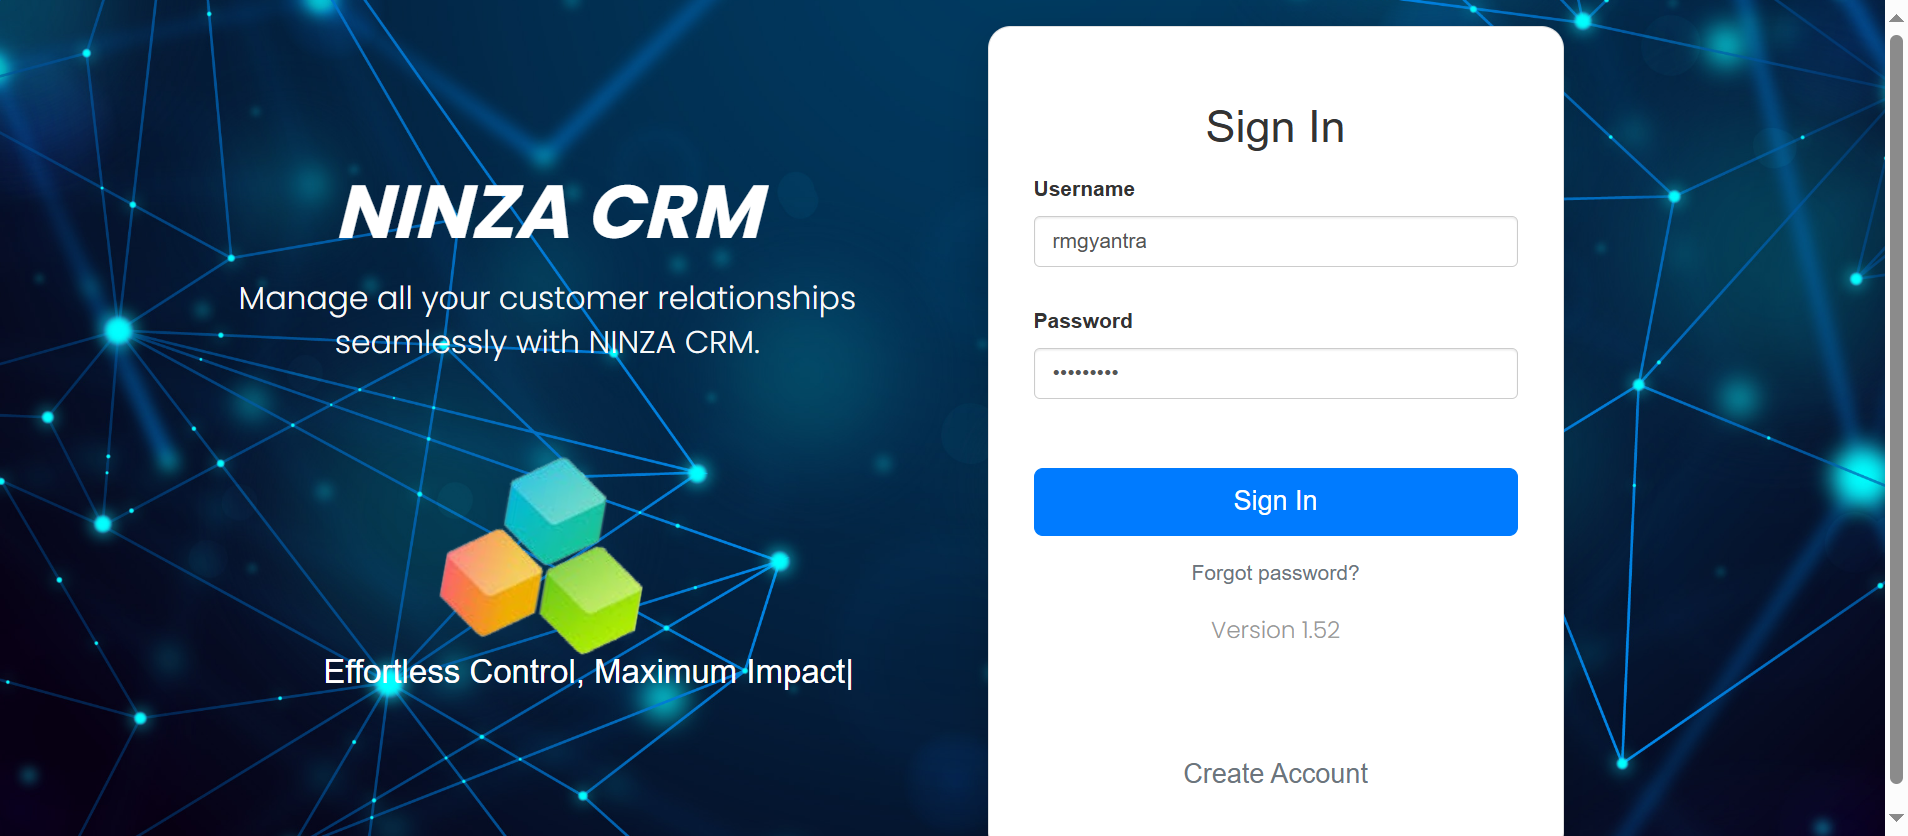 NINZA CRM
Manage all your customer relationships
seamlessly with NINZA CRM.
Effortless Control, Maximum Impact|
Sign In
Username
rmgyantra
Password
•••••••••
Sign In
Forgot password?
Version 1.52
Create Account